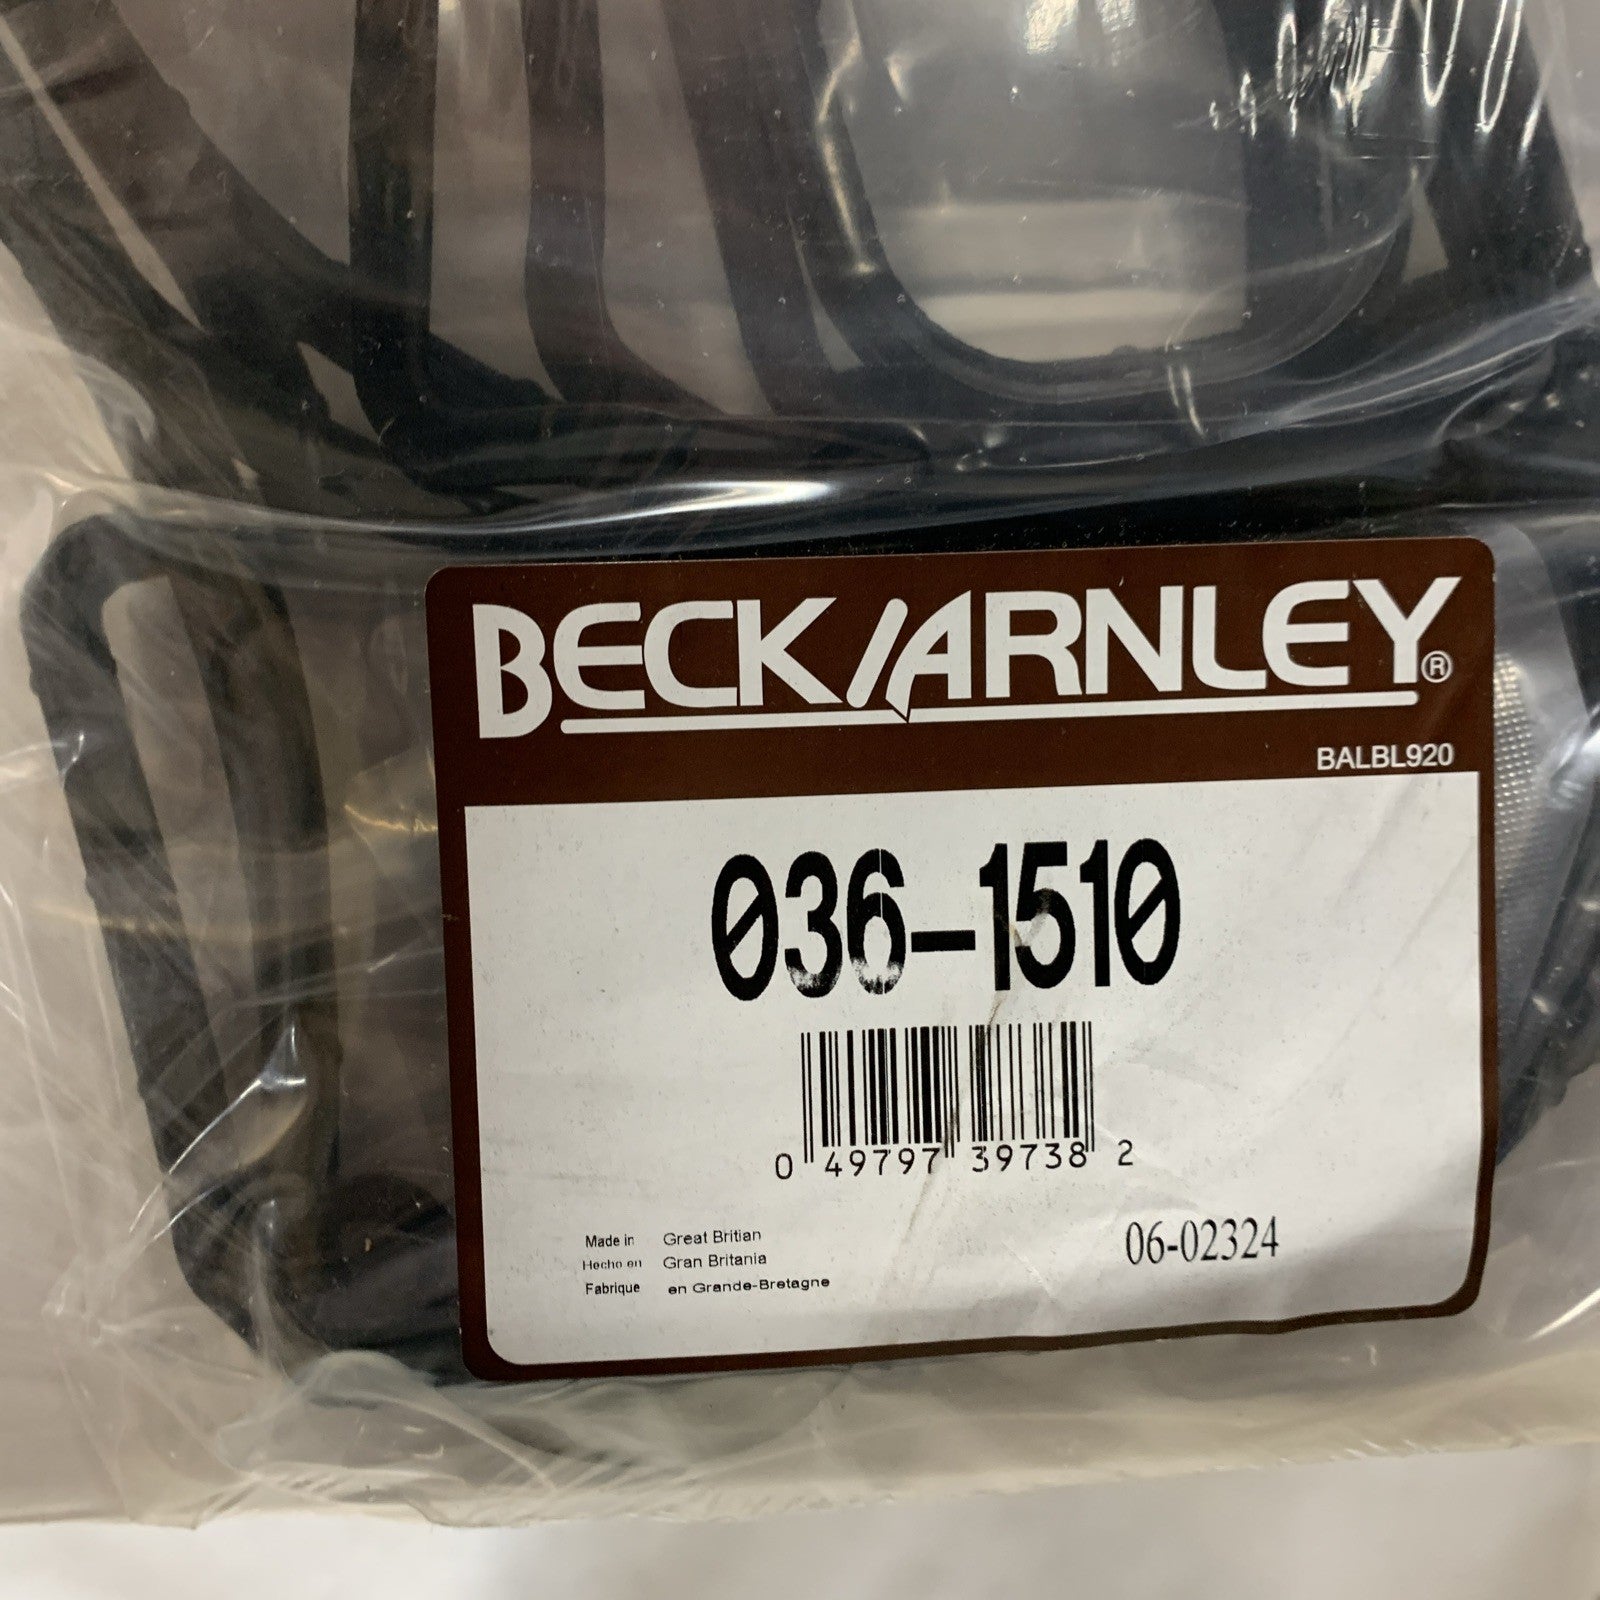 BECK/ARNLEY®
BALBL920
036-1510
0 49797 39738 2
Made in Great Britian
Hecho en Gran Britania
Fabrique en Grande-Bretagne
06-02324